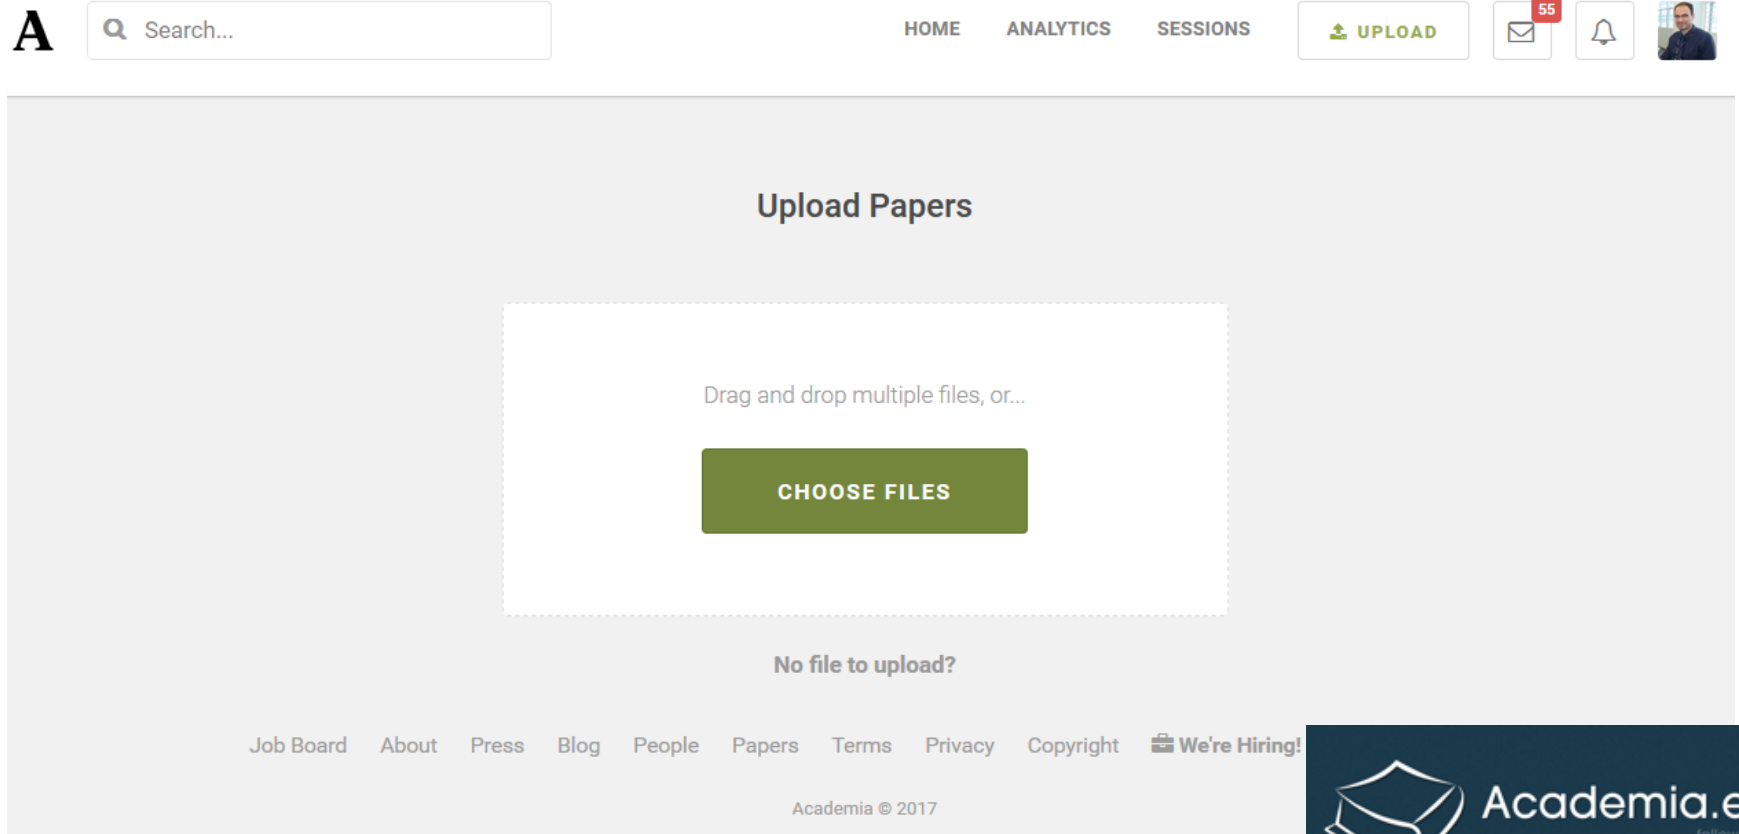 A
Search...
HOME ANALYTICS SESSIONS UPLOAD 55
Upload Papers
Drag and drop multiple files, or...
CHOOSE FILES
No file to upload?
Job Board About Press Blog People Papers Terms Privacy Copyright We're Hiring!
Academia © 2017
Academia.e